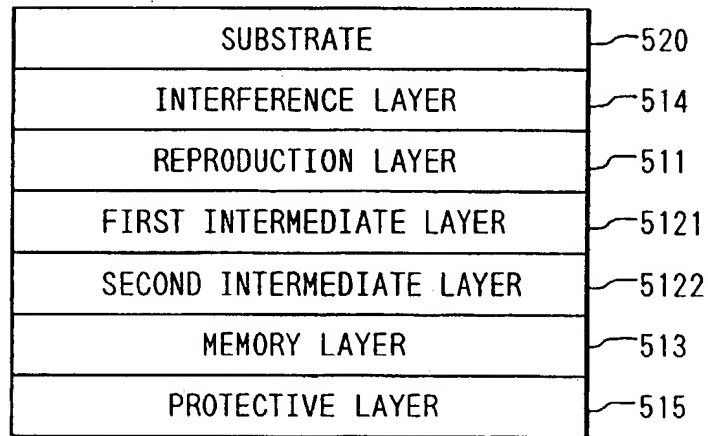 SUBSTRATE 520
INTERFERENCE LAYER 514
REPRODUCTION LAYER 511
FIRST INTERMEDIATE LAYER 5121
SECOND INTERMEDIATE LAYER 5122
MEMORY LAYER 513
PROTECTIVE LAYER 515